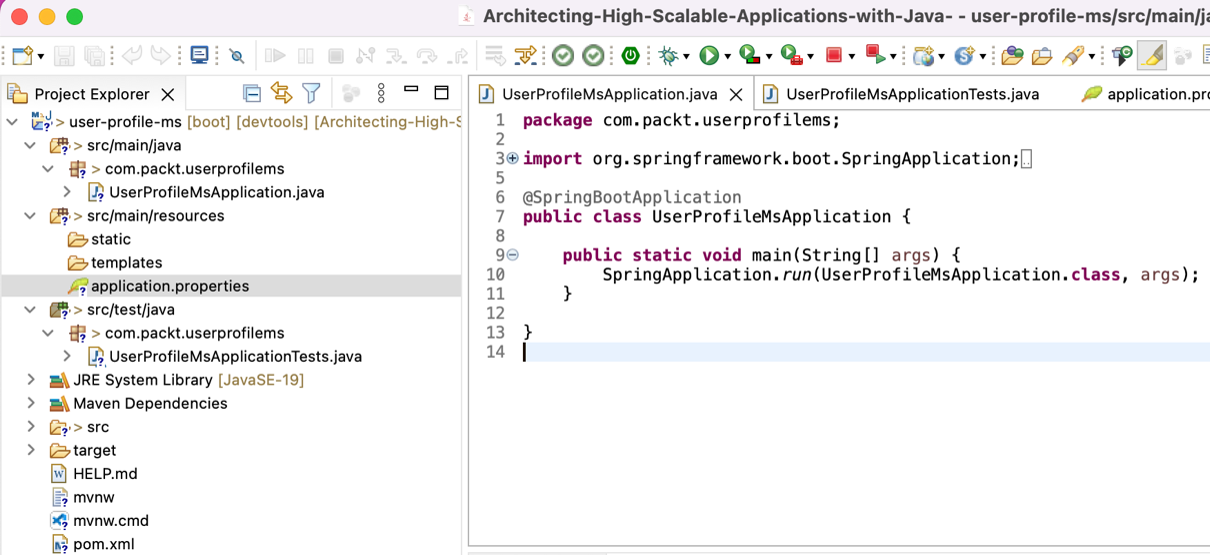 Architecting-High-Scalable-Applications-with-Java- - user-profile-ms/src/main/ja
Project Explorer
user-profile-ms [boot] [devtools] [Architecting-High-S
src/main/java
com.packt.userprofilems
UserProfileMsApplication.java
src/main/resources
static
templates
application.properties
src/test/java
com.packt.userprofilems
UserProfileMsApplicationTests.java
JRE System Library [JavaSE-19]
Maven Dependencies
src
target
HELP.md
mvnw
mvnw.cmd
pom.xml
UserProfileMsApplication.java
UserProfileMsApplicationTests.java
application.pro
1 package com.packt.userprofilems;
2
3 import org.springframework.boot.SpringApplication;
5
6 @SpringBootApplication
7 public class UserProfileMsApplication {
8
9 public static void main(String[] args) {
10 SpringApplication.run(UserProfileMsApplication.class, args);
11 }
12
13 }
14